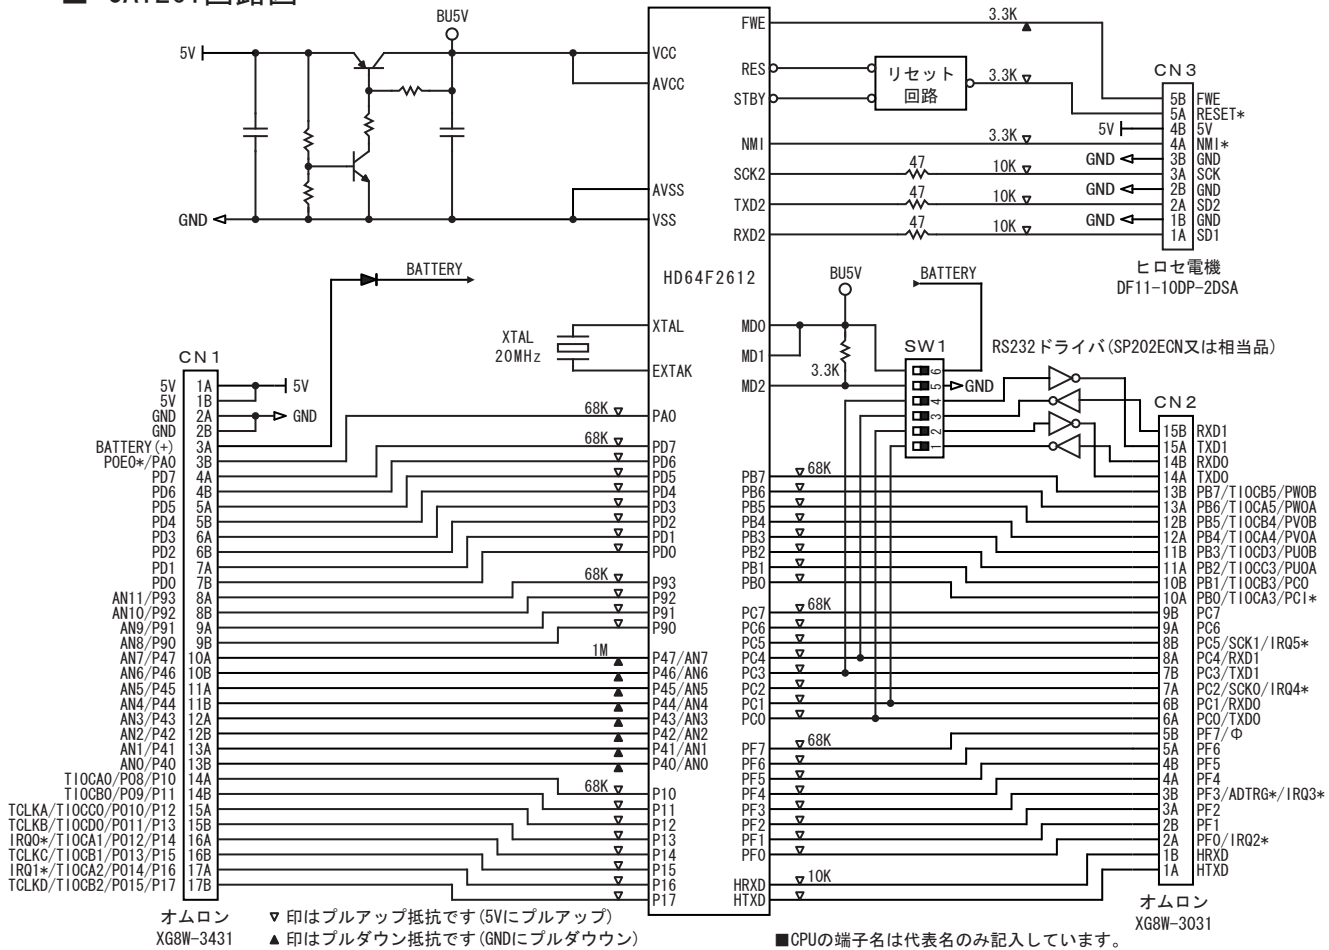 BU5V
5V
GND
VCC
AVCC
AVSS
VSS
HD64F2612
FWE
RES
STBY
NMI
SCK2
TXD2
RXD2
リセット
回路
3.3K
3.3K
3.3K
47
10K
47
10K
47
10K
CN3
5B FWE
5A RESET*
5V 4B 5V
4A NMI*
GND 3B GND
3A SCK
GND 2B GND
2A SD2
GND 1B GND
1A SD1
ヒロセ電機
DF11-10DP-2DSA
BATTERY
XTAL
20MHz
XTAL
EXTAK
MD0
MD1
MD2
BU5V
3.3K
BATTERY
SW1
6
5
4
3
2
1
GND
RS232ドライバ(SP202ECN又は相当品)
CN1
5V 1A 5V
5V 1B
GND 2A GND
GND 2B
BATTERY(+) 3A
POE0*/PA0 3B
PD7 4A
PD6 4B
PD5 5A
PD4 5B
PD3 6A
PD2 6B
PD1 7A
PD0 7B
AN11/P93 8A
AN10/P92 8B
AN9/P91 9A
AN8/P90 9B
AN7/P47 10A
AN6/P46 10B
AN5/P45 11A
AN4/P44 11B
AN3/P43 12A
AN2/P42 12B
AN1/P41 13A
AN0/P40 13B
TIOCA0/PO8/P10 14A
TIOCB0/PO9/P11 14B
TCLKA/TIOCC0/PO10/P12 15A
TCLKB/TIOCD0/PO11/P13 15B
IRQ0*/TIOCA1/PO12/P14 16A
TCLKC/TIOCB1/PO13/P15 16B
IRQ1*/TIOCA2/PO14/P16 17A
TCLKD/TIOCB2/PO15/P17 17B
オムロン
XG8W-3431
68K PA0
68K PD7
PD6
PD5
PD4
PD3
PD2
PD1
PD0
68K P93
P92
P91
P90
1M P47/AN7
P46/AN6
P45/AN5
P44/AN4
P43/AN3
P42/AN2
P41/AN1
P40/AN0
68K P10
P11
P12
P13
P14
P15
P16
P17
PB7 68K
PB6
PB5
PB4
PB3
PB2
PB1
PB0
PC7 68K
PC6
PC5
PC4
PC3
PC2
PC1
PC0
PF7 68K
PF6
PF5
PF4
PF3
PF2
PF1
PF0
HRXD 10K
HTXD
CN2
15B RXD1
15A TXD1
14B RXD0
14A TXD0
13B PB7/TIOCB5/PW0B
13A PB6/TIOCA5/PW0A
12B PB5/TIOCB4/PV0B
12A PB4/TIOCA4/PV0A
11B PB3/TIOCD3/PU0B
11A PB2/TIOCC3/PU0A
10B PB1/TIOCB3/PCO
10A PB0/TIOCA3/PCI*
9B PC7
9A PC6
8B PC5/SCK1/IRQ5*
8A PC4/RXD1
7B PC3/TXD1
7A PC2/SCK0/IRQ4*
6B PC1/RXD0
6A PC0/TXD0
5B PF7/Φ
5A PF6
4B PF5
4A PF4
3B PF3/ADTRG*/IRQ3*
3A PF2
2B PF1
2A PF0/IRQ2*
1B HRXD
1A HTXD
オムロン
XG8W-3031
▽ 印はプルアップ抵抗です(5Vにプルアップ)
▲ 印はプルダウン抵抗です(GNDにプルダウウン)
■CPUの端子名は代表名のみ記入しています。